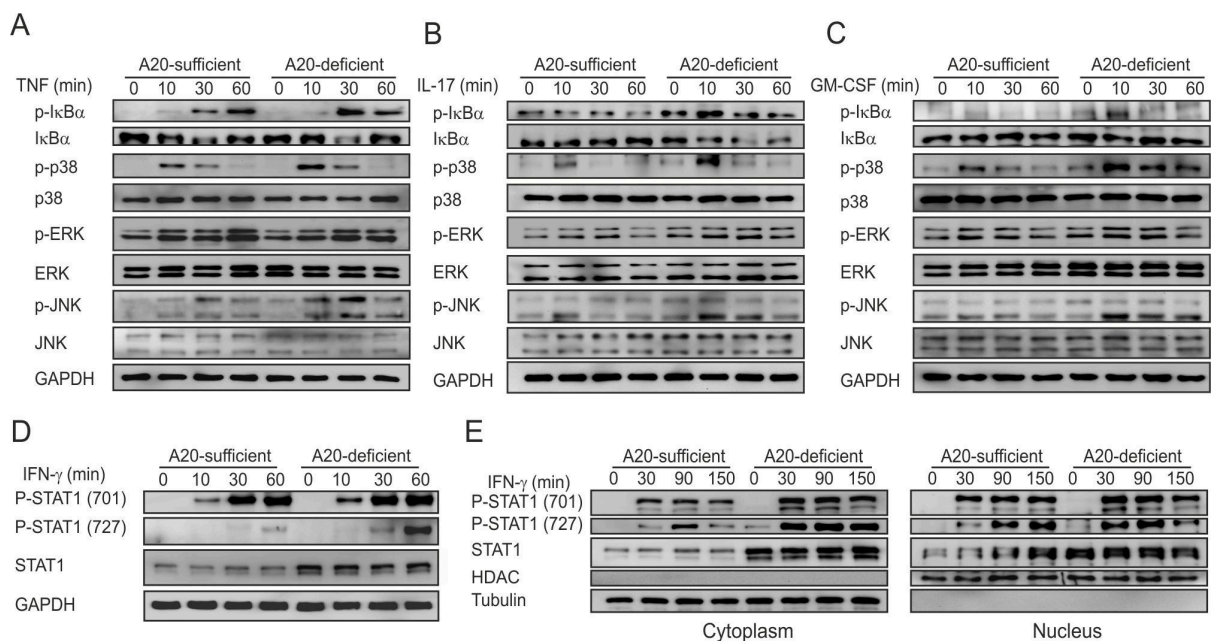 A
A20-sufficient A20-deficient
TNF (min) 0 10 30 60 0 10 30 60
p-IκBα
IκBα
p-p38
p38
p-ERK
ERK
p-JNK
JNK
GAPDH
B
A20-sufficient A20-deficient
IL-17 (min) 0 10 30 60 0 10 30 60
p-IκBα
IκBα
p-p38
p38
p-ERK
ERK
p-JNK
JNK
GAPDH
C
A20-sufficient A20-deficient
GM-CSF (min) 0 10 30 60 0 10 30 60
p-IκBα
IκBα
p-p38
p38
p-ERK
ERK
p-JNK
JNK
GAPDH
D
A20-sufficient A20-deficient
IFN-γ (min) 0 10 30 60 0 10 30 60
P-STAT1 (701)
P-STAT1 (727)
STAT1
GAPDH
E
A20-sufficient A20-deficient A20-sufficient A20-deficient
IFN-γ (min) 0 30 90 150 0 30 90 150 0 30 90 150 0 30 90 150
P-STAT1 (701)
P-STAT1 (727)
STAT1
HDAC
Tubulin
Cytoplasm Nucleus